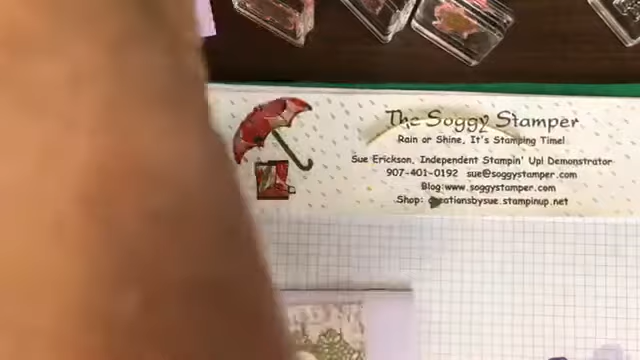 The Soggy Stamper
Rain or Shine, It's Stamping Time!
Sue Erickson, Independent Stampin' Up! Demonstrator
907-401-0192 sue@soggystamper.com
Blog:www.soggystamper.com
Shop: creationsbysue.stampinup.net